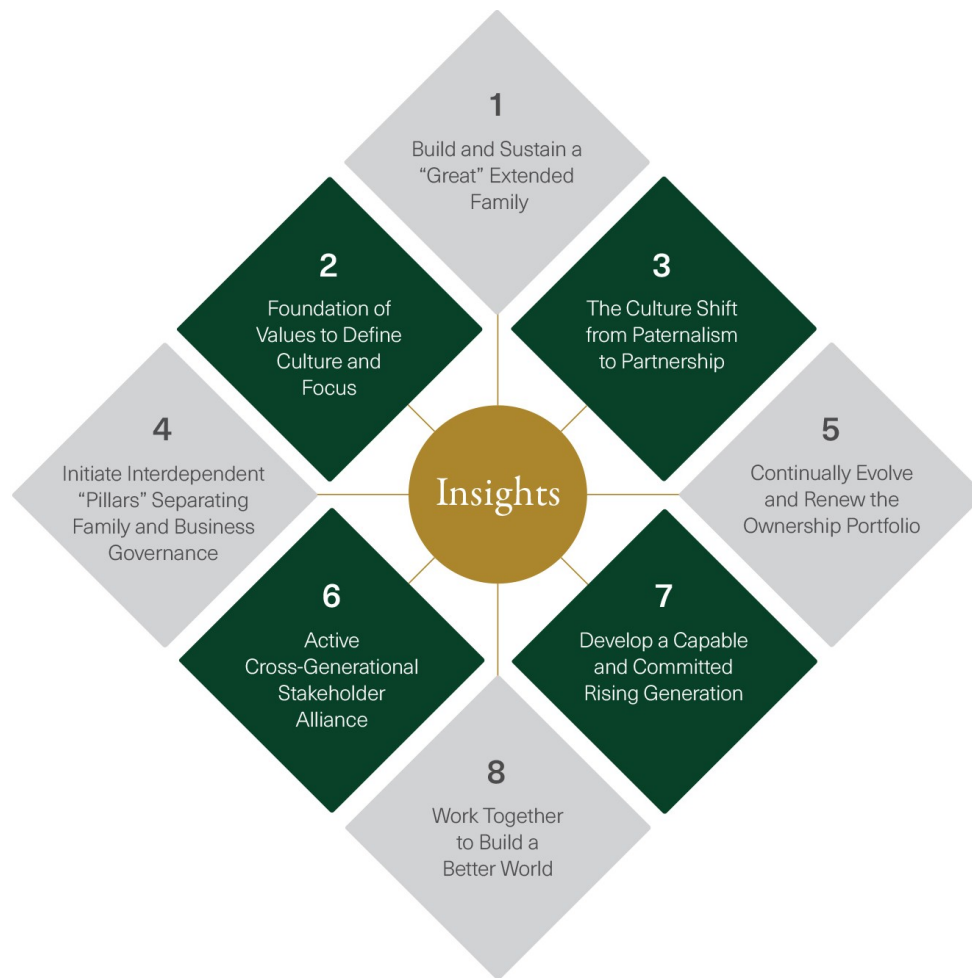 1
Build and Sustain a
“Great” Extended
Family
2
Foundation of
Values to Define
Culture and
Focus
3
The Culture Shift
from Paternalism
to Partnership
4
Initiate Interdependent
“Pillars” Separating
Family and Business
Governance
Insights
5
Continually Evolve
and Renew the
Ownership Portfolio
6
Active
Cross-Generational
Stakeholder
Alliance
7
Develop a Capable
and Committed
Rising Generation
8
Work Together
to Build a
Better World